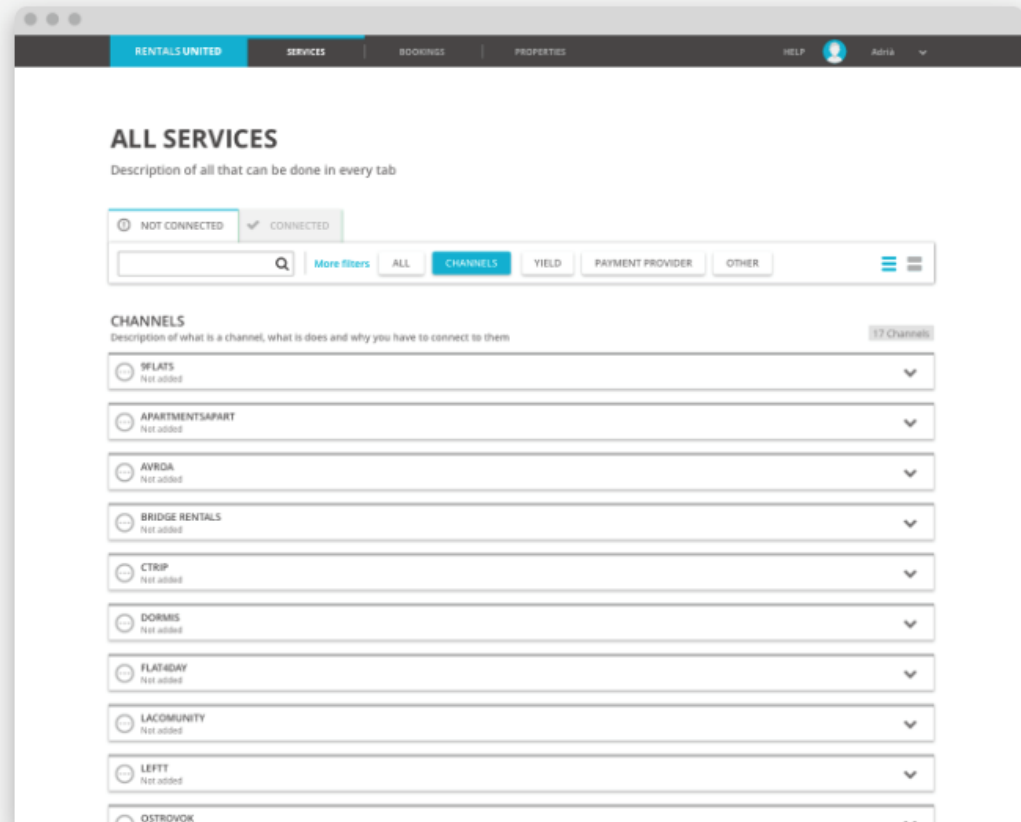 RENTALSUNITED SERVICES BOOKINGS PROPERTIES HELP Adrià
ALL SERVICES
Description of all that can be done in every tab
NOT CONNECTED CONNECTED
More filters ALL CHANNELS YIELD PAYMENT PROVIDER OTHER
CHANNELS
Description of what is a channel, what is does and why you have to connect to them
17 Channels
9FLATS
Not added
APARTMENTSAPART
Not added
AVROA
Not added
BRIDGE RENTALS
Not added
CTRIP
Not added
DORMIS
Not added
FLAT4DAY
Not added
LACOMUNITY
Not added
LEFTT
Not added
OSTROVOK